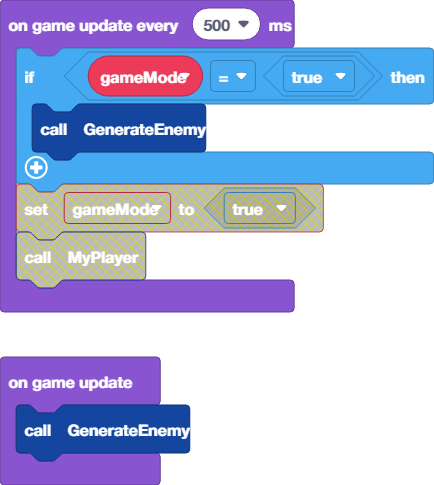 on game update every 500 ms
if gameMode = true then
call GenerateEnemy
set gameMode to true
call MyPlayer
on game update
call GenerateEnemy